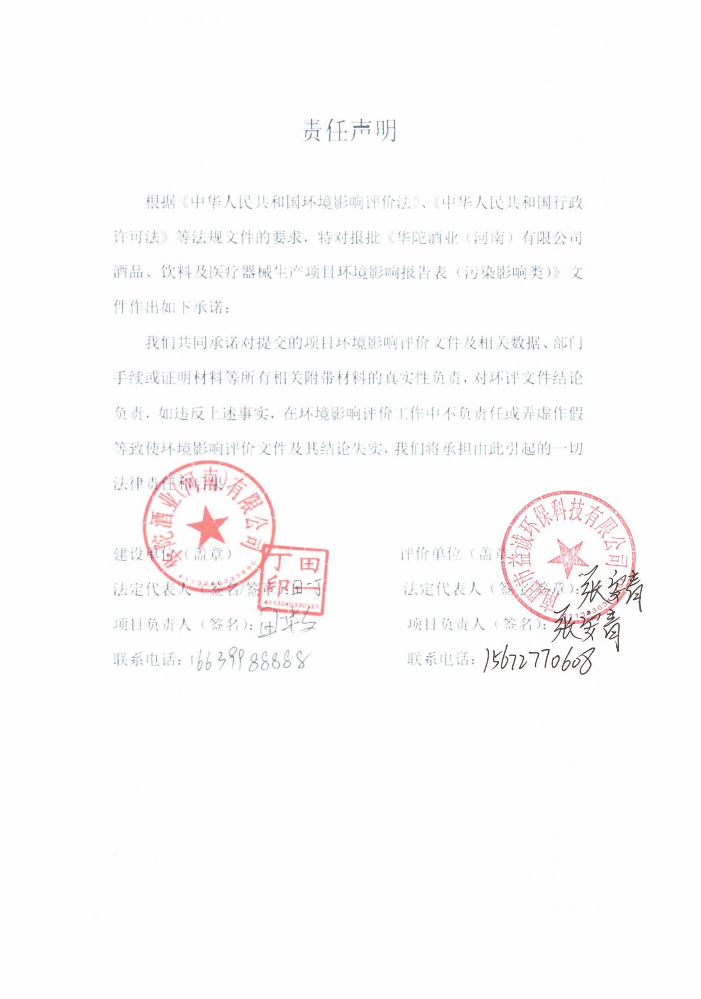 责任声明
根据《中华人民共和国环境影响评价法》、《中华人民共和国行政
许可法》等法规文件的要求，特对报批《华陀酒业（河南）有限公司
酒品、饮料及医疗器械生产项目环境影响报告表（污染影响类）》文
件作出如下承诺：
我们共同承诺对提交的项目环境影响评价文件及相关数据、部门
手续或证明材料等所有相关附带材料的真实性负责，对环评文件结论
负责，如违反上述事实，在环境影响评价工作中不负责任或弄虚作假
等致使环境影响评价文件及其结论失实，我们将承担由此引起的一切
法律责任和后果
华陀酒业(河南)有限公司
南阳市益诚环保科技有限公司
建设单位（盖章）
评价单位（盖章）
田丁印
4113240330121
法定代表人（签名/签章）：田丁
法定代表人（签字/签章）：
项目负责人（签名）：
项目负责人（签名）：
联系电话：16639988888
联系电话：15672770608